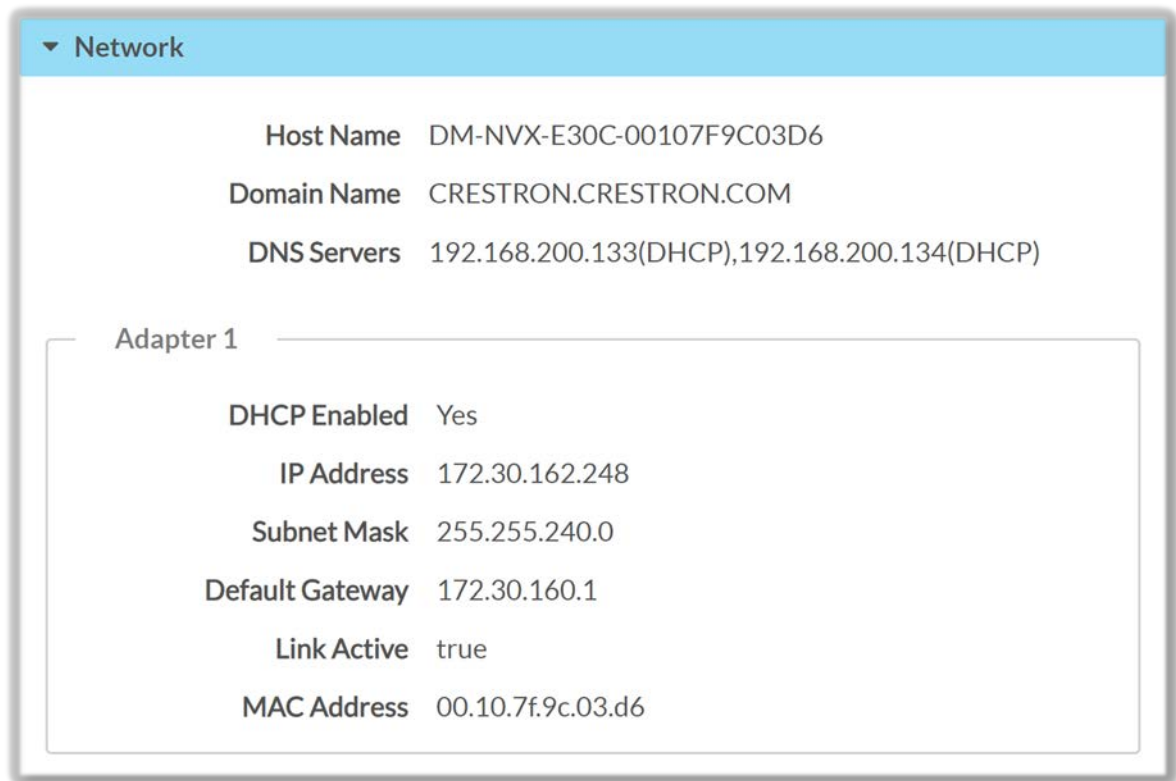 Network
Host Name DM-NVX-E30C-00107F9C03D6
Domain Name CRESTRON.CRESTRON.COM
DNS Servers 192.168.200.133(DHCP),192.168.200.134(DHCP)
Adapter 1
DHCP Enabled Yes
IP Address 172.30.162.248
Subnet Mask 255.255.240.0
Default Gateway 172.30.160.1
Link Active true
MAC Address 00.10.7f.9c.03.d6